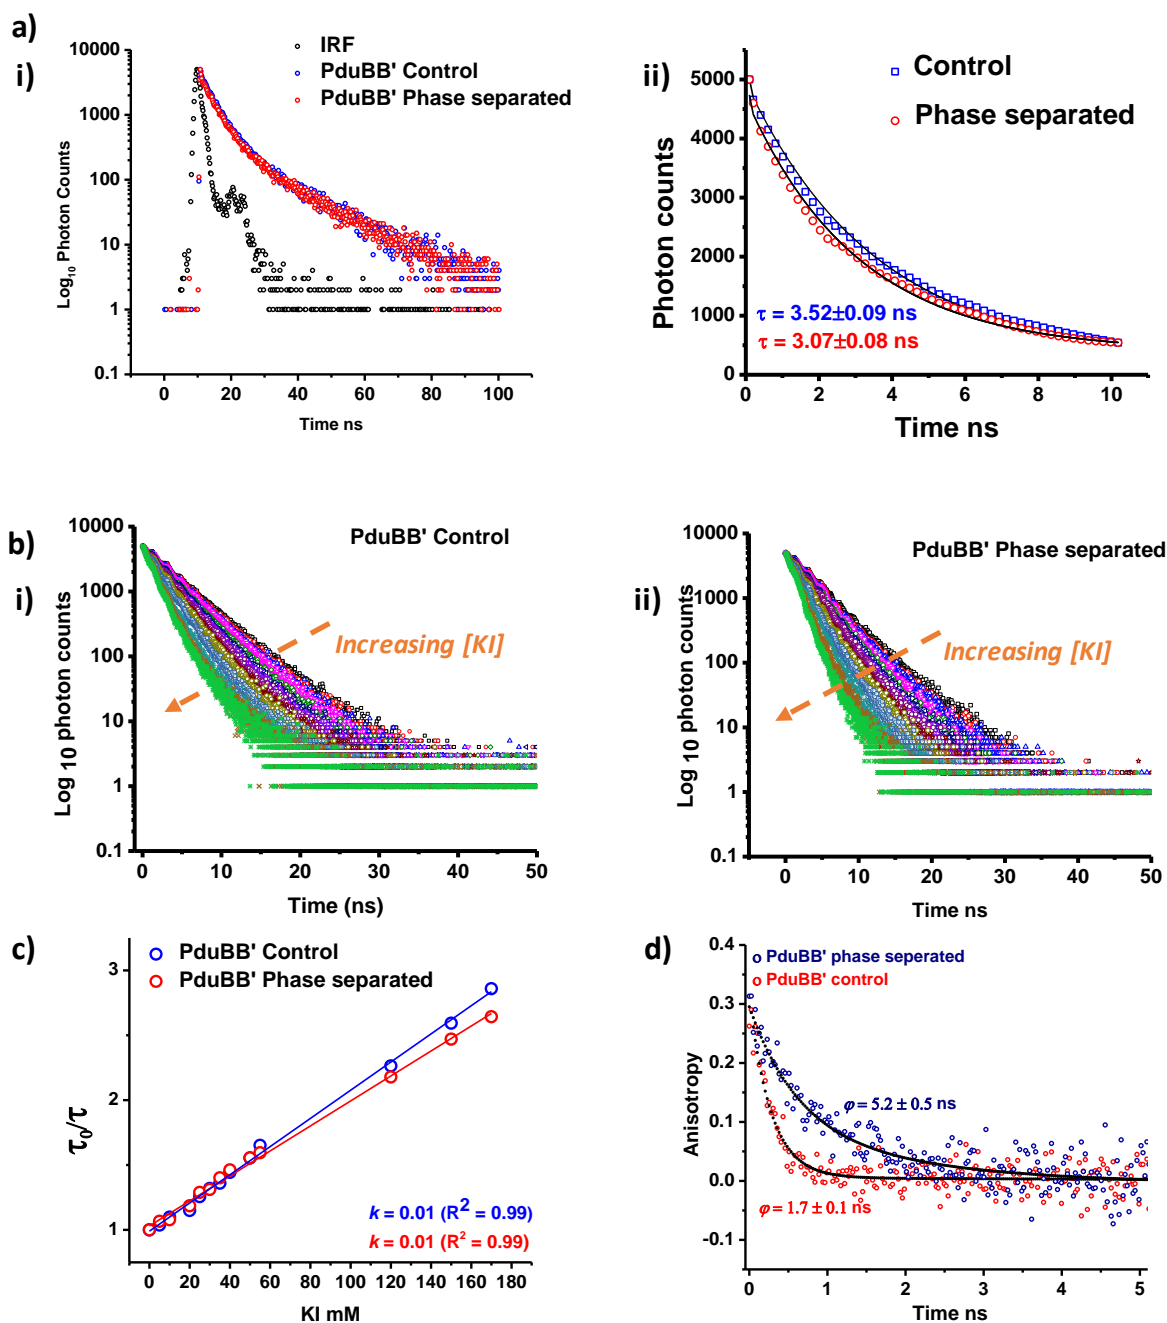 a)
i)
IRF
PduBB' Control
PduBB' Phase separated
Log10 Photon Counts
10000
1000
100
10
1
0.1
0 20 40 60 80 100
Time ns
ii)
Control
Phase separated
Photon counts
5000
4000
3000
2000
1000
0
τ = 3.52±0.09 ns
τ = 3.07±0.08 ns
0 2 4 6 8 10
Time ns
b)
i)
PduBB' Control
Log 10 photon counts
10000
1000
100
10
1
0.1
Increasing [KI]
0 10 20 30 40 50
Time (ns)
ii)
PduBB' Phase separated
Log 10 photon counts
10000
1000
100
10
1
0.1
Increasing [KI]
0 10 20 30 40 50
Time ns
c)
PduBB' Control
PduBB' Phase separated
τ0/τ
3
2
1
k = 0.01 (R² = 0.99)
k = 0.01 (R² = 0.99)
0 20 40 60 80 100 120 140 160 180
KI mM
d)
PduBB' phase seperated
PduBB' control
Anisotropy
0.4
0.3
0.2
0.1
0.0
-0.1
φ = 5.2 ± 0.5 ns
φ = 1.7 ± 0.1 ns
0 1 2 3 4 5
Time ns